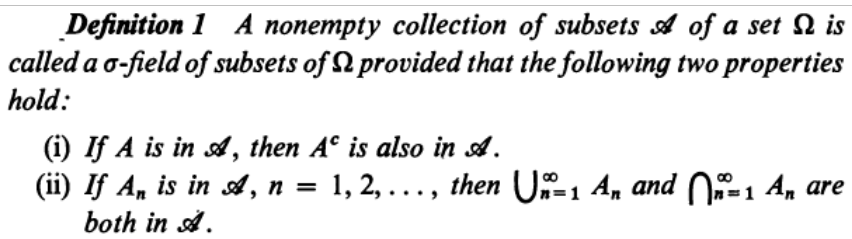 Definition 1 A nonempty collection of subsets 𝒜 of a set Ω is
called a σ-field of subsets of Ω provided that the following two properties
hold:
(i) If A is in 𝒜, then Aᶜ is also in 𝒜.
(ii) If Aₙ is in 𝒜, n = 1, 2, . . . , then ⋃ₙ₌₁^∞ Aₙ and ⋂ₙ₌₁^∞ Aₙ are
both in 𝒜.